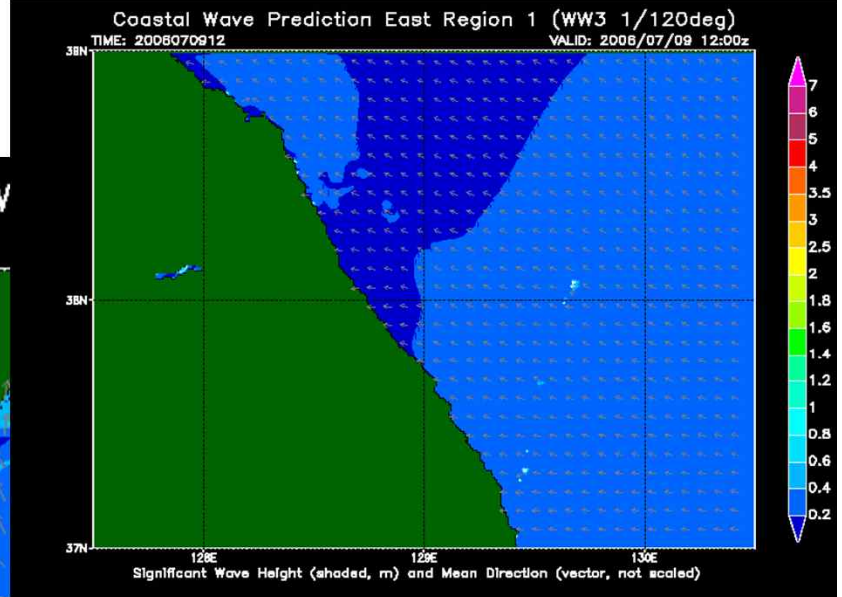 Coastal Wave Prediction East Region 1 (WW3 1/120deg)
TIME: 2006070912 VALID: 2006/07/09 12:00z
38N
7
6
5
4
3.5
3
2.5
2
1.8
1.6
1.4
1.2
1
0.8
0.6
0.4
0.2
38N
37N
128E 129E 130E
Significant Wave Height (shaded, m) and Mean Direction (vector, not scaled)